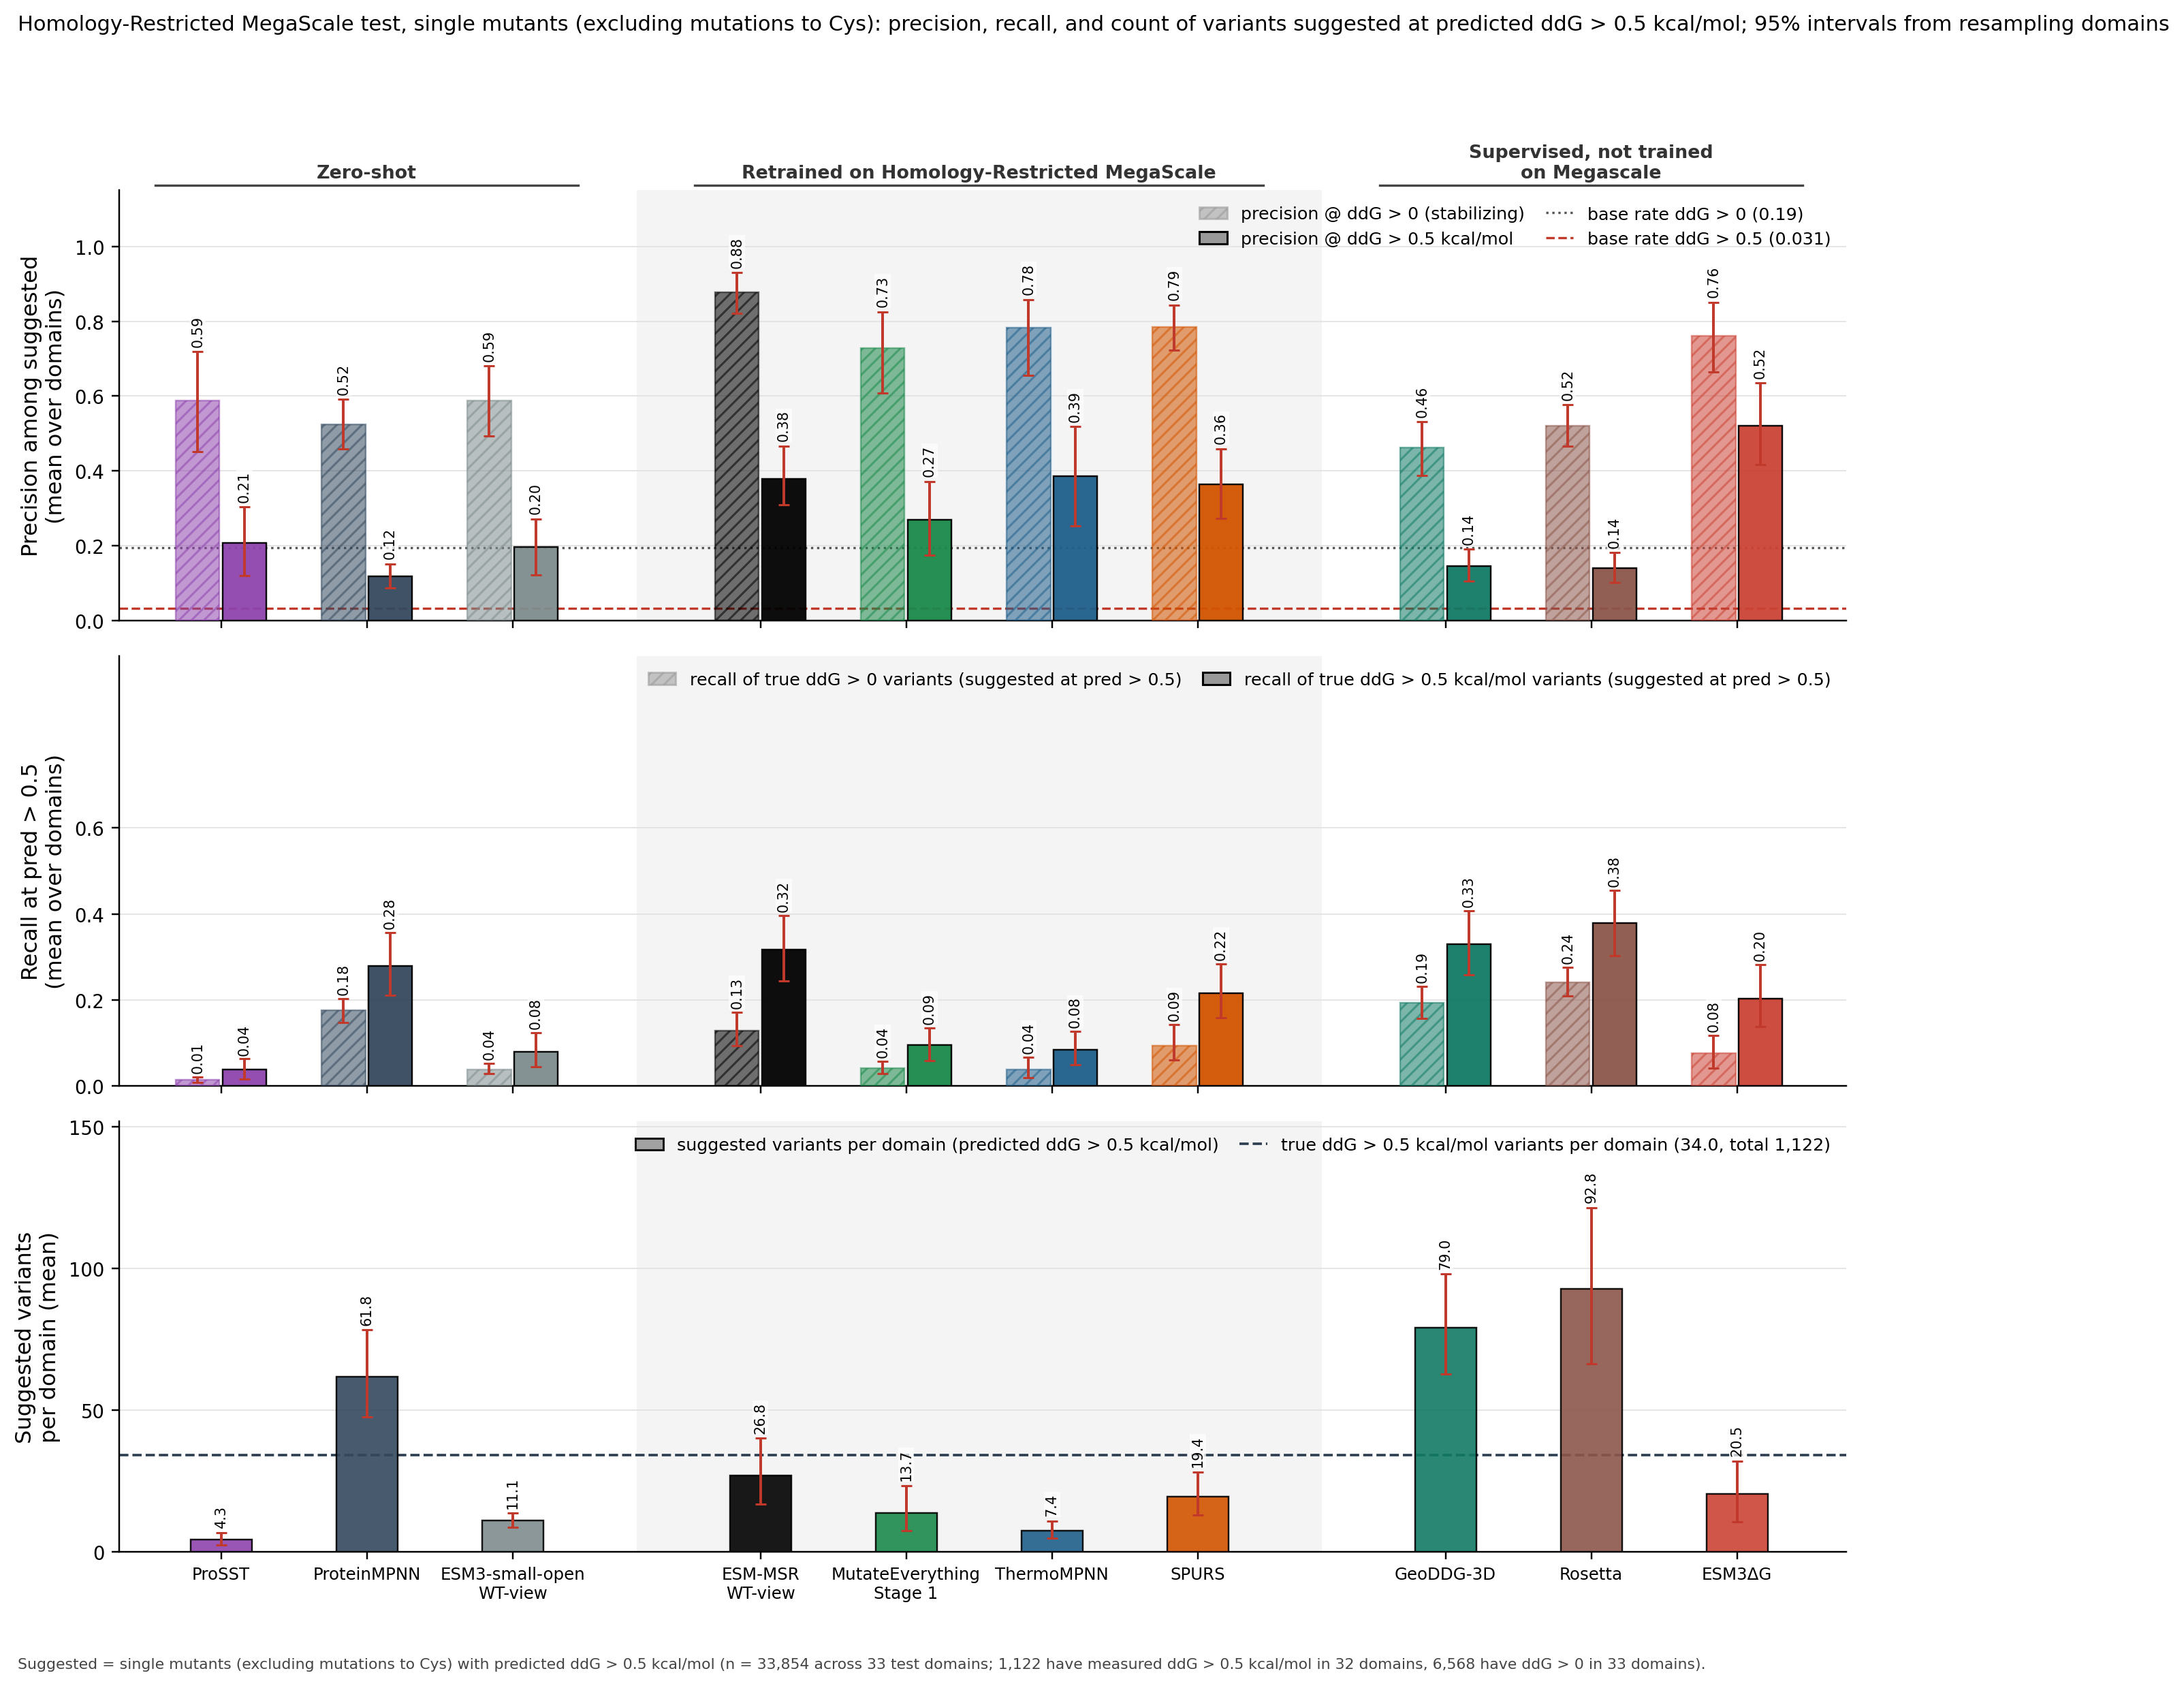 Homology-Restricted MegaScale test, single mutants (excluding mutations to Cys): precision, recall, and count of variants suggested at predicted ddG > 0.5 kcal/mol; 95% intervals from resampling domains
Zero-shot
Retrained on Homology-Restricted MegaScale
Supervised, not trained
on Megascale
precision @ ddG > 0 (stabilizing)
precision @ ddG > 0.5 kcal/mol
base rate ddG > 0 (0.19)
base rate ddG > 0.5 (0.031)
Precision among suggested
(mean over domains)
1.0
0.8
0.6
0.4
0.2
0.0
0.59
0.21
0.52
0.12
0.59
0.20
0.88
0.38
0.73
0.27
0.78
0.39
0.79
0.36
0.46
0.14
0.52
0.14
0.76
0.52
recall of true ddG > 0 variants (suggested at pred > 0.5)
recall of true ddG > 0.5 kcal/mol variants (suggested at pred > 0.5)
Recall at pred > 0.5
(mean over domains)
0.6
0.4
0.2
0.0
0.01
0.04
0.18
0.28
0.04
0.08
0.13
0.32
0.04
0.09
0.04
0.08
0.09
0.22
0.19
0.33
0.24
0.38
0.08
0.20
suggested variants per domain (predicted ddG > 0.5 kcal/mol)
true ddG > 0.5 kcal/mol variants per domain (34.0, total 1,122)
Suggested variants
per domain (mean)
150
100
50
0
4.3
61.8
11.1
26.8
13.7
7.4
19.4
79.0
92.8
20.5
ProSST
ProteinMPNN
ESM3-small-open
WT-view
ESM-MSR
WT-view
MutateEverything
Stage 1
ThermoMPNN
SPURS
GeoDDG-3D
Rosetta
ESM3ΔG
Suggested = single mutants (excluding mutations to Cys) with predicted ddG > 0.5 kcal/mol (n = 33,854 across 33 test domains; 1,122 have measured ddG > 0.5 kcal/mol in 32 domains, 6,568 have ddG > 0 in 33 domains).